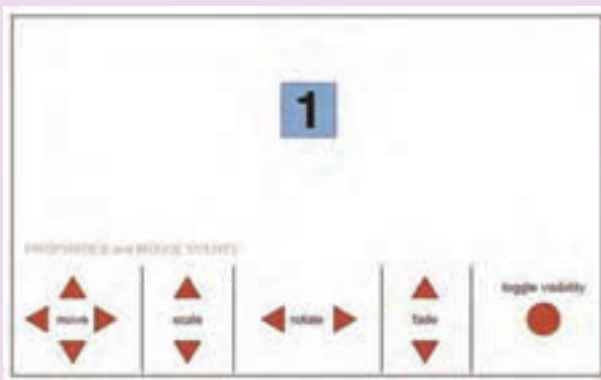 1
PROPERTIES and MOUSE EVENTS
toggle visibility
move
scale
rotate
fade